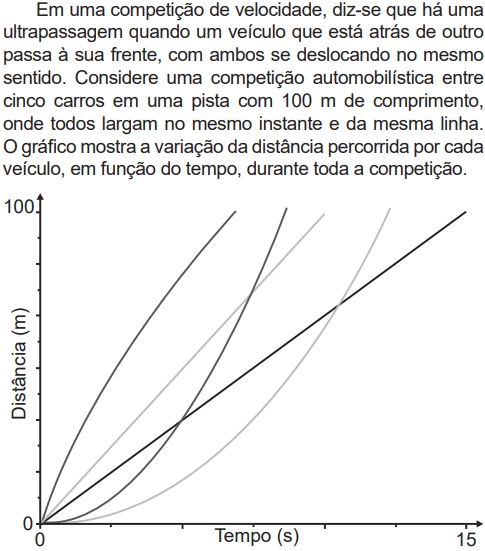 Em uma competição de velocidade, diz-se que há uma
ultrapassagem quando um veículo que está atrás de outro
passa à sua frente, com ambos se deslocando no mesmo
sentido. Considere uma competição automobilística entre
cinco carros em uma pista com 100 m de comprimento,
onde todos largam no mesmo instante e da mesma linha.
O gráfico mostra a variação da distância percorrida por cada
veículo, em função do tempo, durante toda a competição.
100
Distância (m)
0
0
Tempo (s)
15